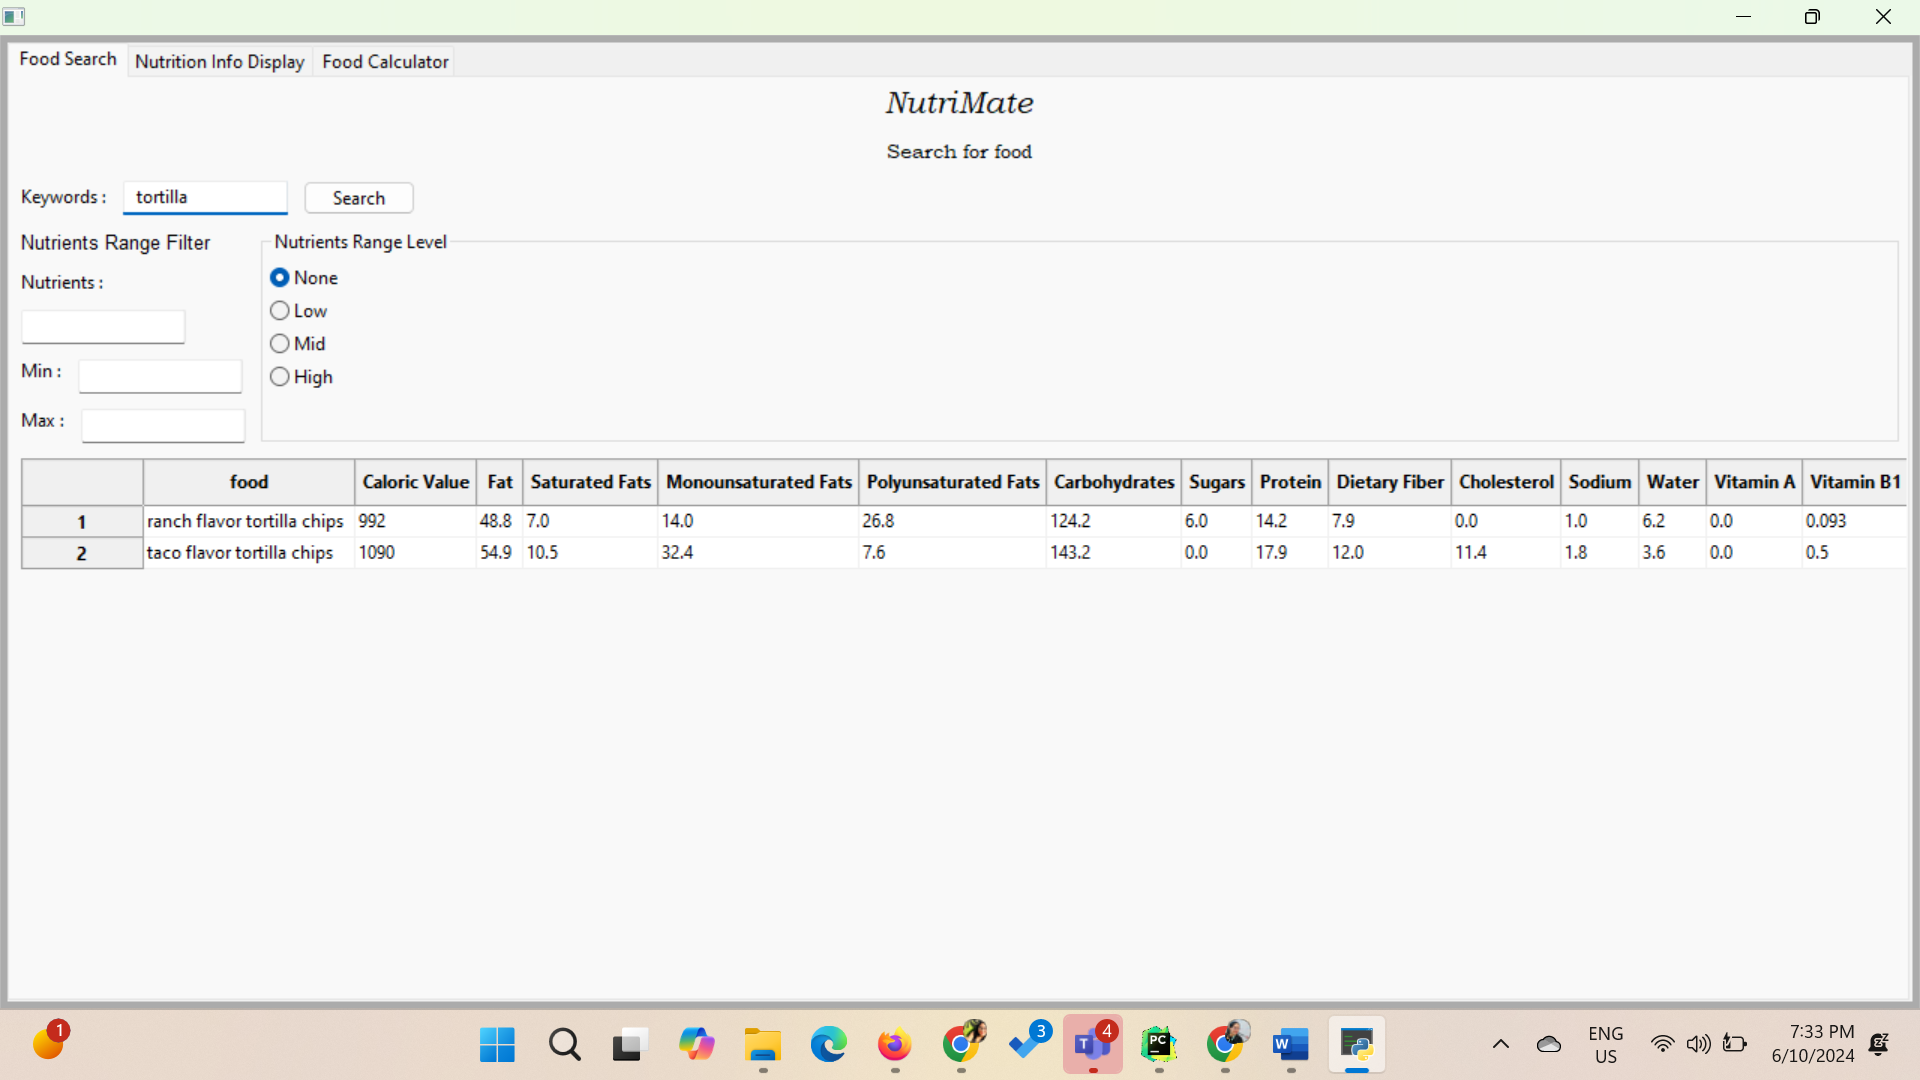 Food Search Nutrition Info Display Food Calculator
NutriMate
Search for food
Keywords : tortilla Search
Nutrients Range Filter Nutrients Range Level
Nutrients : None
Low
Mid
Min : High
Max :
food Caloric Value Fat Saturated Fats Monounsaturated Fats Polyunsaturated Fats Carbohydrates Sugars Protein Dietary Fiber Cholesterol Sodium Water Vitamin A Vitamin B1
1 ranch flavor tortilla chips 992 48.8 7.0 14.0 26.8 124.2 6.0 14.2 7.9 0.0 1.0 6.2 0.0 0.093
2 taco flavor tortilla chips 1090 54.9 10.5 32.4 7.6 143.2 0.0 17.9 12.0 11.4 1.8 3.6 0.0 0.5
1 3 T 4 PC W ENG 7:33 PM
US 6/10/2024